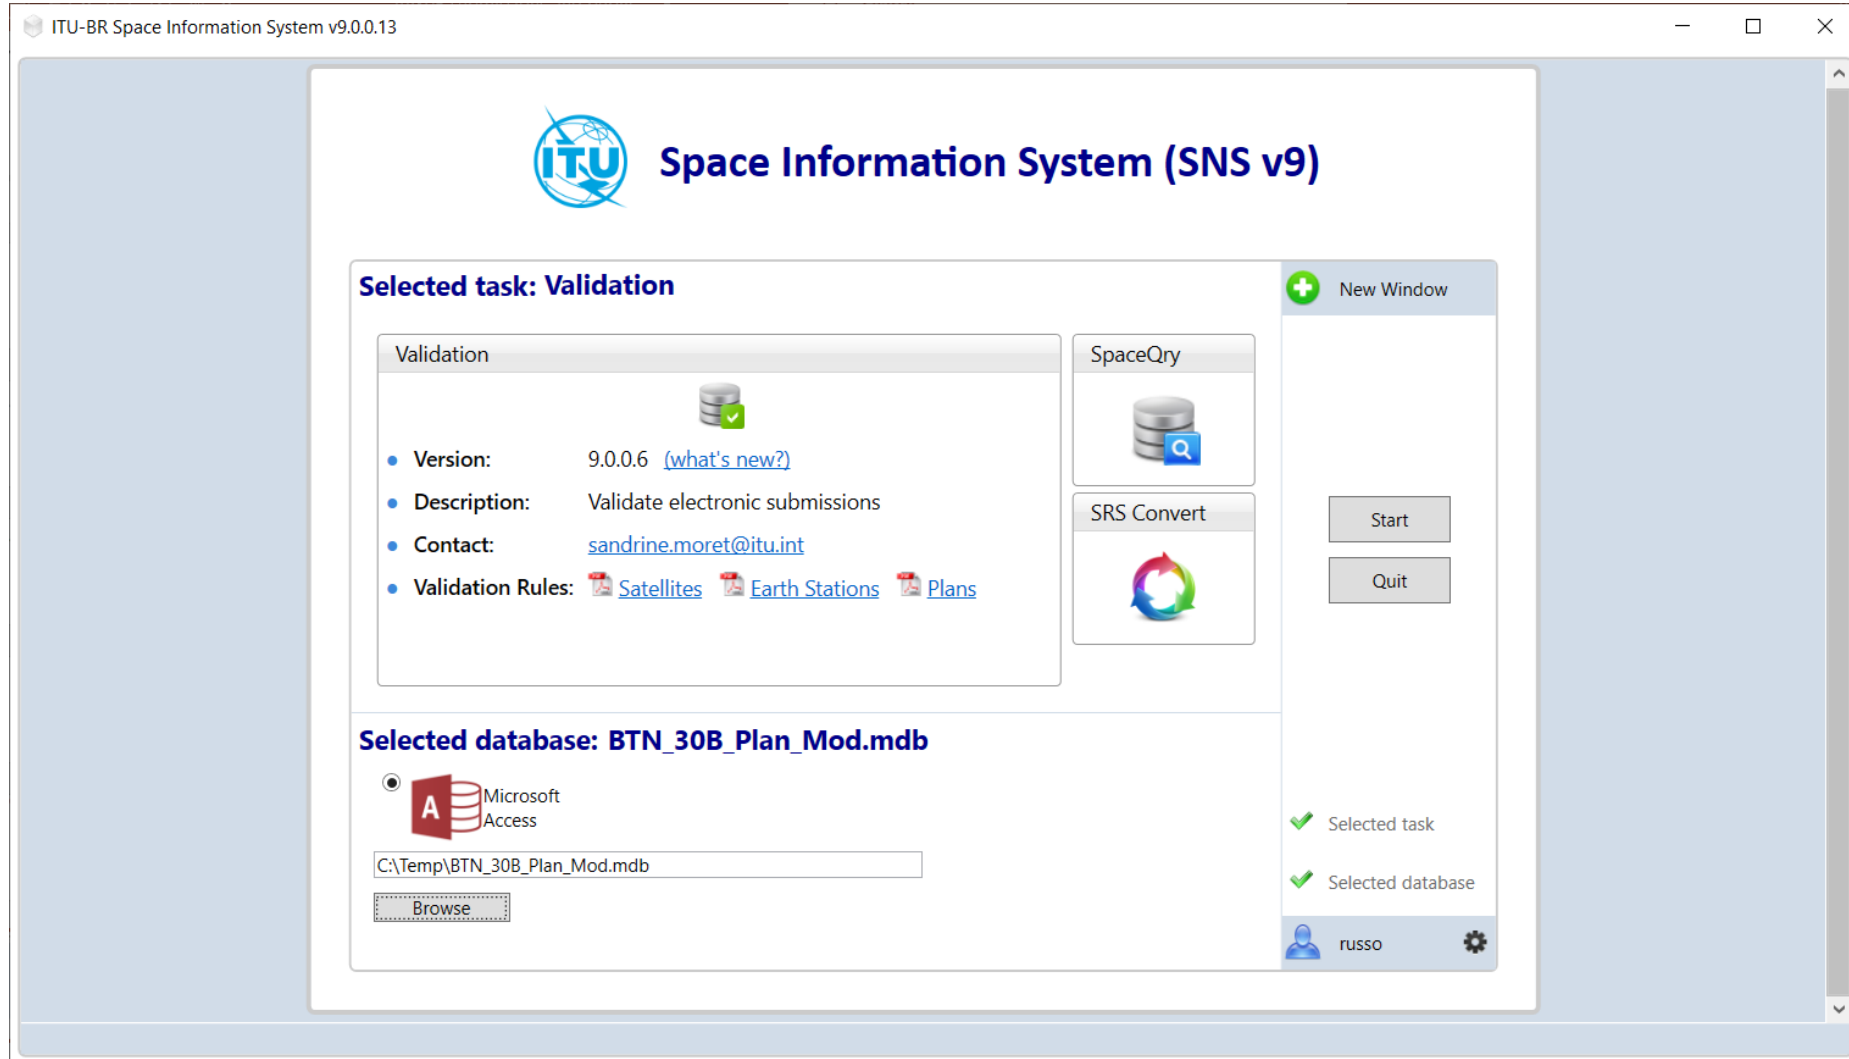 ITU-BR Space Information System v9.0.0.13
ITU
Space Information System (SNS v9)
Selected task: Validation
New Window
Validation
SpaceQry
Version: 9.0.0.6 (what's new?)
Description: Validate electronic submissions
Contact: sandrine.moret@itu.int
Validation Rules: Satellites Earth Stations Plans
SRS Convert
Start
Quit
Selected database: BTN_30B_Plan_Mod.mdb
A
Microsoft
Access
C:\Temp\BTN_30B_Plan_Mod.mdb
Browse
Selected task
Selected database
russo